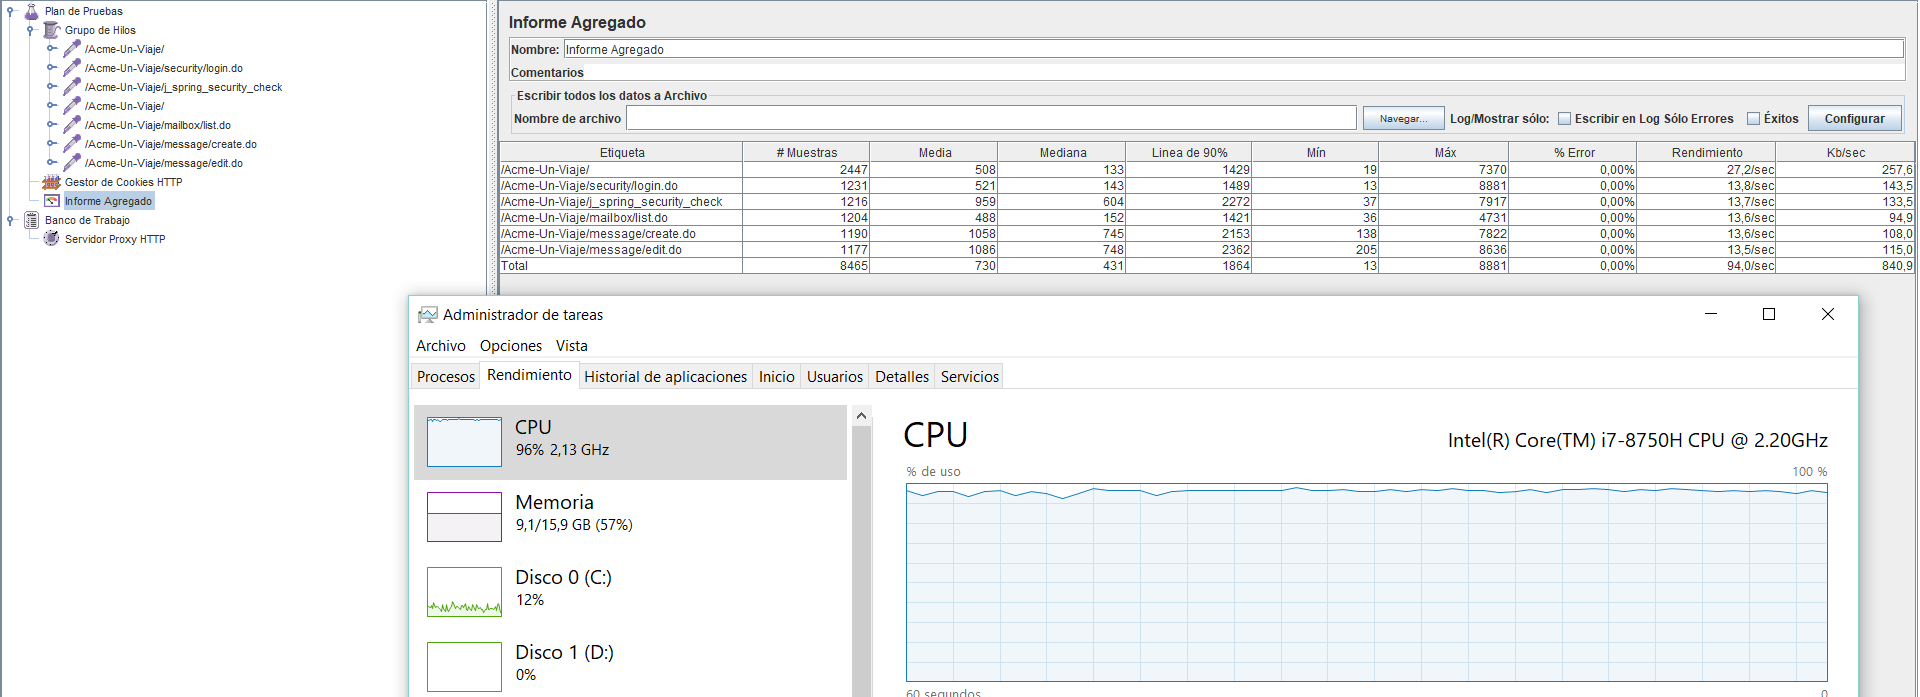 Plan de Pruebas
Grupo de Hilos
/Acme-Un-Viaje/
/Acme-Un-Viaje/security/login.do
/Acme-Un-Viaje/j_spring_security_check
/Acme-Un-Viaje/
/Acme-Un-Viaje/mailbox/list.do
/Acme-Un-Viaje/message/create.do
/Acme-Un-Viaje/message/edit.do
Gestor de Cookies HTTP
Informe Agregado
Banco de Trabajo
Servidor Proxy HTTP
Informe Agregado
Nombre: Informe Agregado
Comentarios
Escribir todos los datos a Archivo
Nombre de archivo Navegar... Log/Mostrar sólo: Escribir en Log Sólo Errores Éxitos Configurar
Etiqueta # Muestras Media Mediana Linea de 90% Mín Máx % Error Rendimiento Kb/sec
/Acme-Un-Viaje/ 2447 508 133 1429 19 7370 0,00% 27,2/sec 257,6
/Acme-Un-Viaje/security/login.do 1231 521 143 1489 13 8881 0,00% 13,8/sec 143,5
/Acme-Un-Viaje/j_spring_security_check 1216 959 604 2272 37 7917 0,00% 13,7/sec 133,5
/Acme-Un-Viaje/mailbox/list.do 1204 488 152 1421 36 4731 0,00% 13,6/sec 94,9
/Acme-Un-Viaje/message/create.do 1190 1058 745 2153 138 7822 0,00% 13,6/sec 108,0
/Acme-Un-Viaje/message/edit.do 1177 1086 748 2362 205 8636 0,00% 13,5/sec 115,0
Total 8465 730 431 1864 13 8881 0,00% 94,0/sec 840,9
Administrador de tareas
Archivo Opciones Vista
Procesos Rendimiento Historial de aplicaciones Inicio Usuarios Detalles Servicios
CPU
96% 2,13 GHz
Memoria
9,1/15,9 GB (57%)
Disco 0 (C:)
12%
Disco 1 (D:)
0%
CPU Intel(R) Core(TM) i7-8750H CPU @ 2.20GHz
% de uso 100 %
60 segundos 0